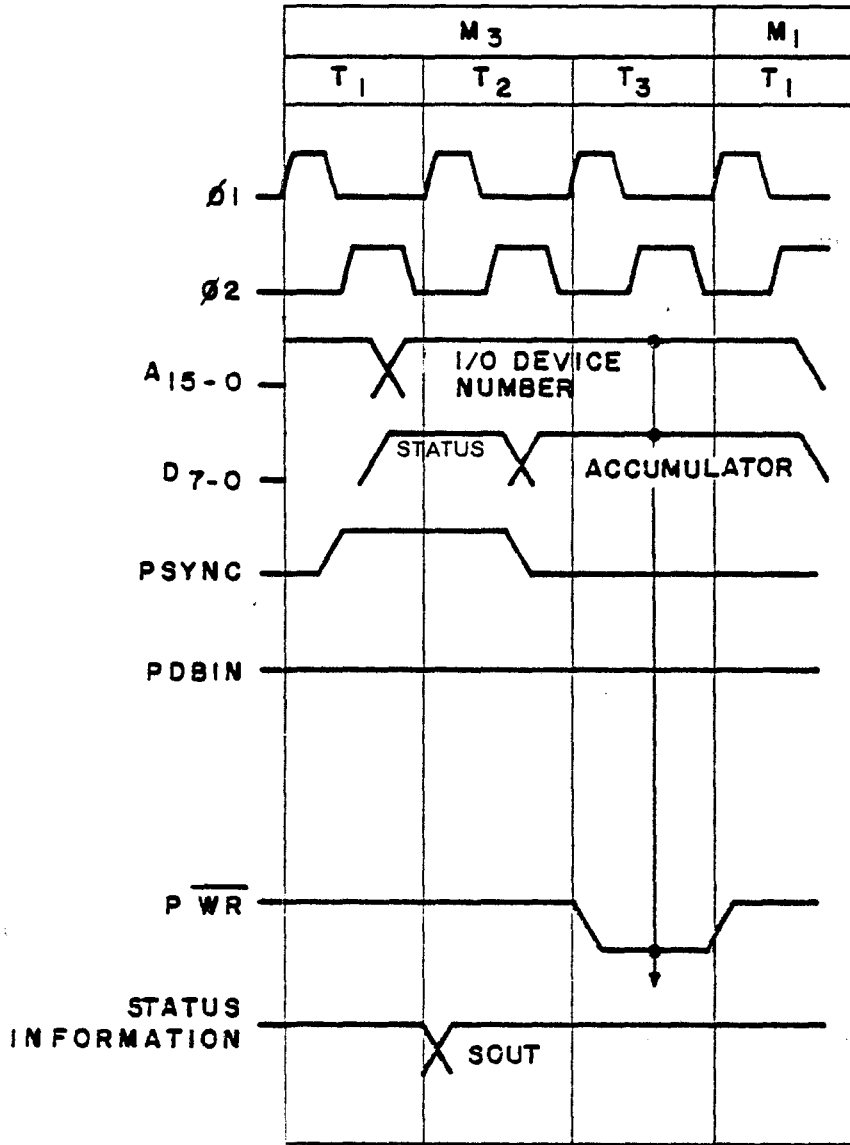 M3 M1
T1 T2 T3 T1
Ø1
Ø2
A15-0
I/O DEVICE
NUMBER
D7-0
STATUS
ACCUMULATOR
PSYNC
PDBIN
P W̅R̅
STATUS
INFORMATION
SOUT